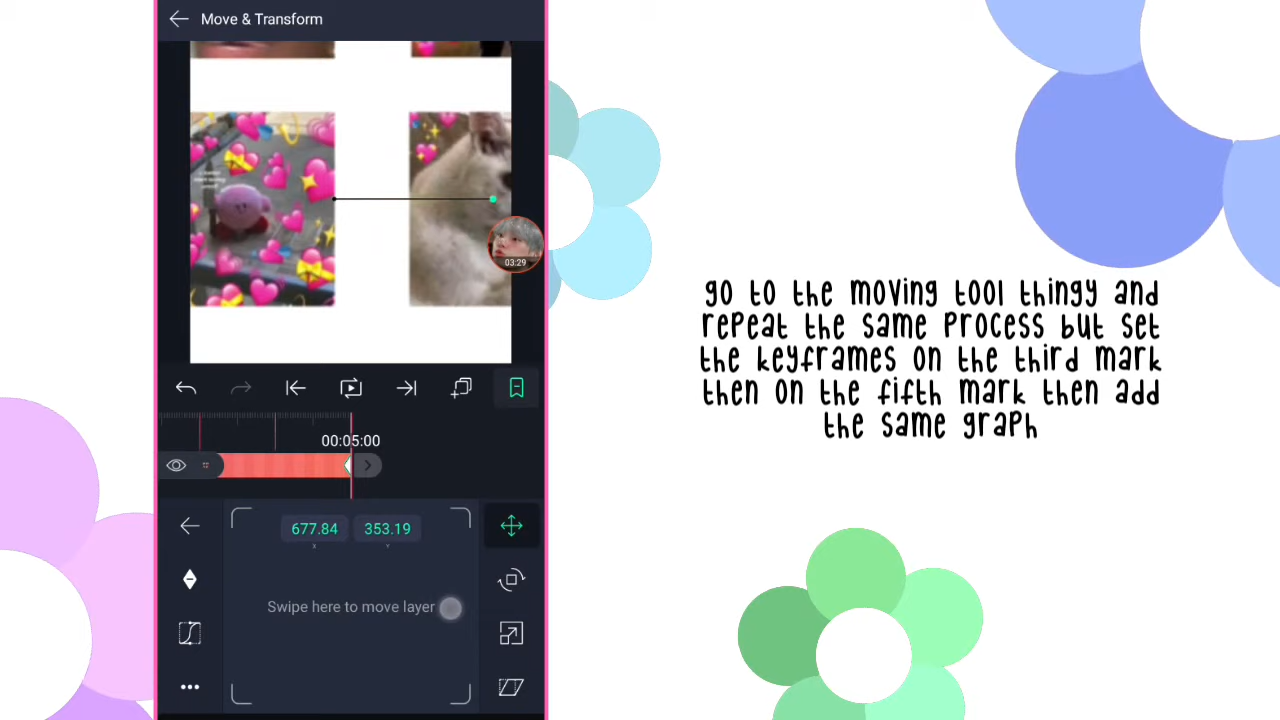 Move & Transform
03:29
go to the moving tool thingy and
repeat the same process but set
the keyframes on the third mark
then on the fifth mark then add
the same graph
00:05:00
677.84 353.19
X Y
Swipe here to move layer